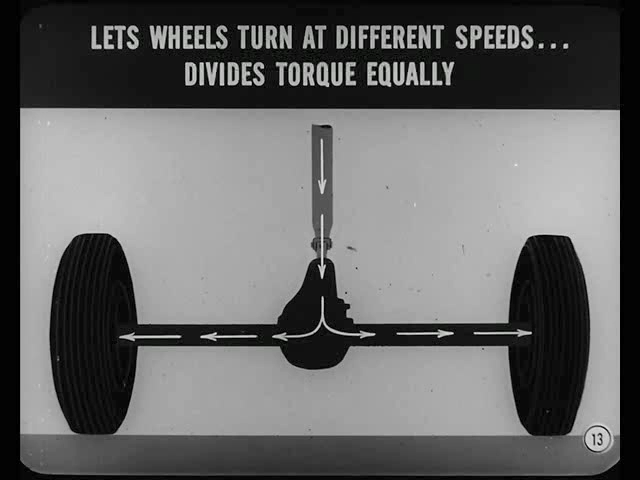 LETS WHEELS TURN AT DIFFERENT SPEEDS...
DIVIDES TORQUE EQUALLY
13